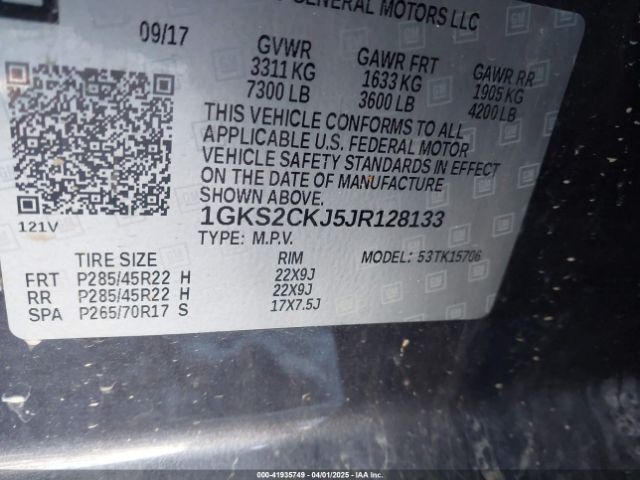 GENERAL MOTORS LLC
09/17
GVWR
3311 KG
7300 LB
GAWR FRT
1633 KG
3600 LB
GAWR RR
1905 KG
4200 LB
THIS VEHICLE CONFORMS TO ALL
APPLICABLE U.S. FEDERAL MOTOR
VEHICLE SAFETY STANDARDS IN EFFECT
ON THE DATE OF MANUFACTURE
SHOWN ABOVE.
1GKS2CKJ5JR128133
TYPE: M.P.V.
MODEL: 53TK15706
121V
TIRE SIZE RIM
FRT P285/45R22 H 22X9J
RR P285/45R22 H 22X9J
SPA P265/70R17 S 17X7.5J
GM
00-41935749 04/01/2025 IAA Inc.